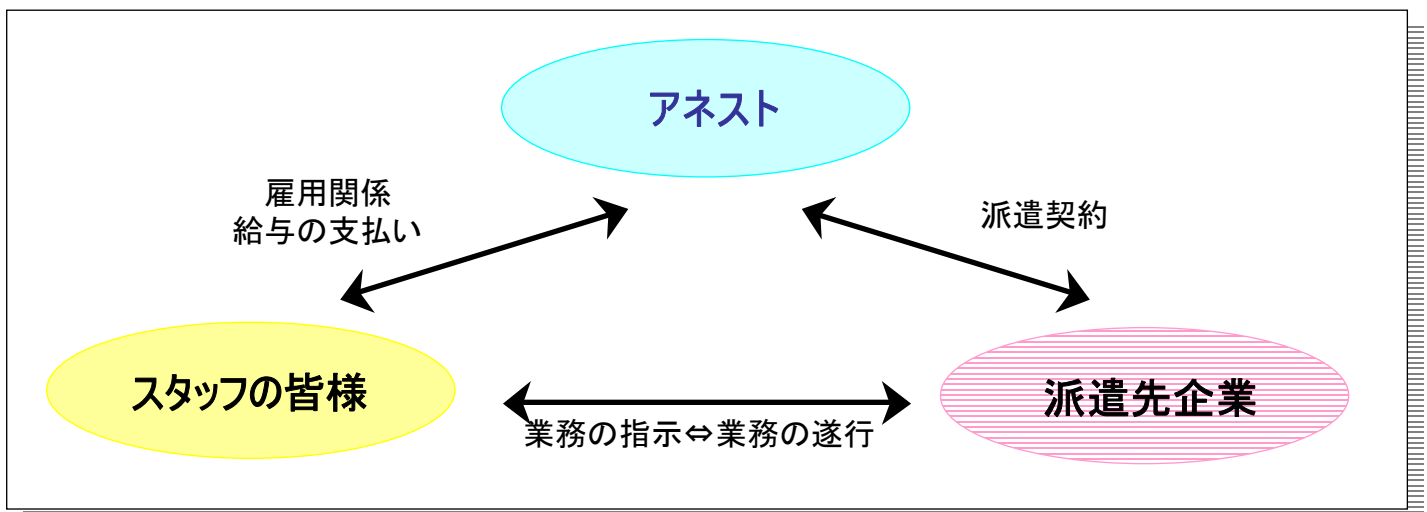 アネスト
雇用関係
給与の支払い
派遣契約
スタッフの皆様
派遣先企業
業務の指示⇔業務の遂行